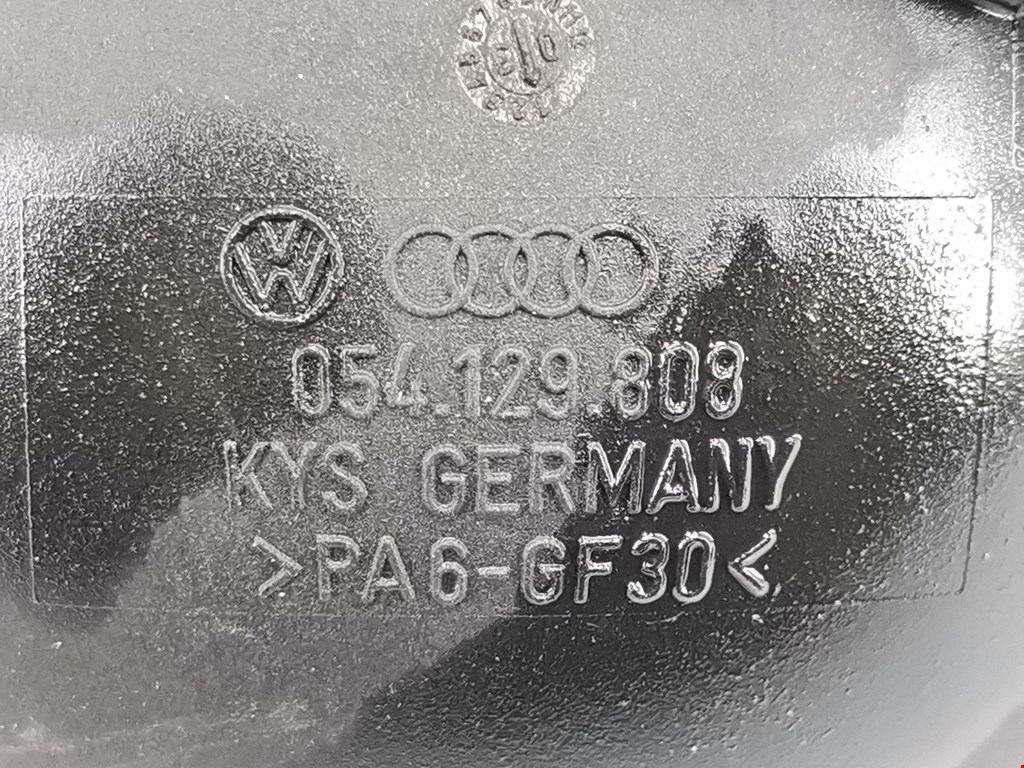 054.129.808
KYS GERMANY
>PA6-GF30<